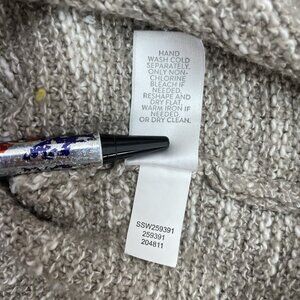 HAND
WASH COLD
SEPARATELY.
ONLY NON-
CHLORINE
BLEACH IF
NEEDED.
RESHAPE AND
DRY FLAT.
WARM IRON IF
NEEDED
OR DRY CLEAN.
SSW259391
259391
204811